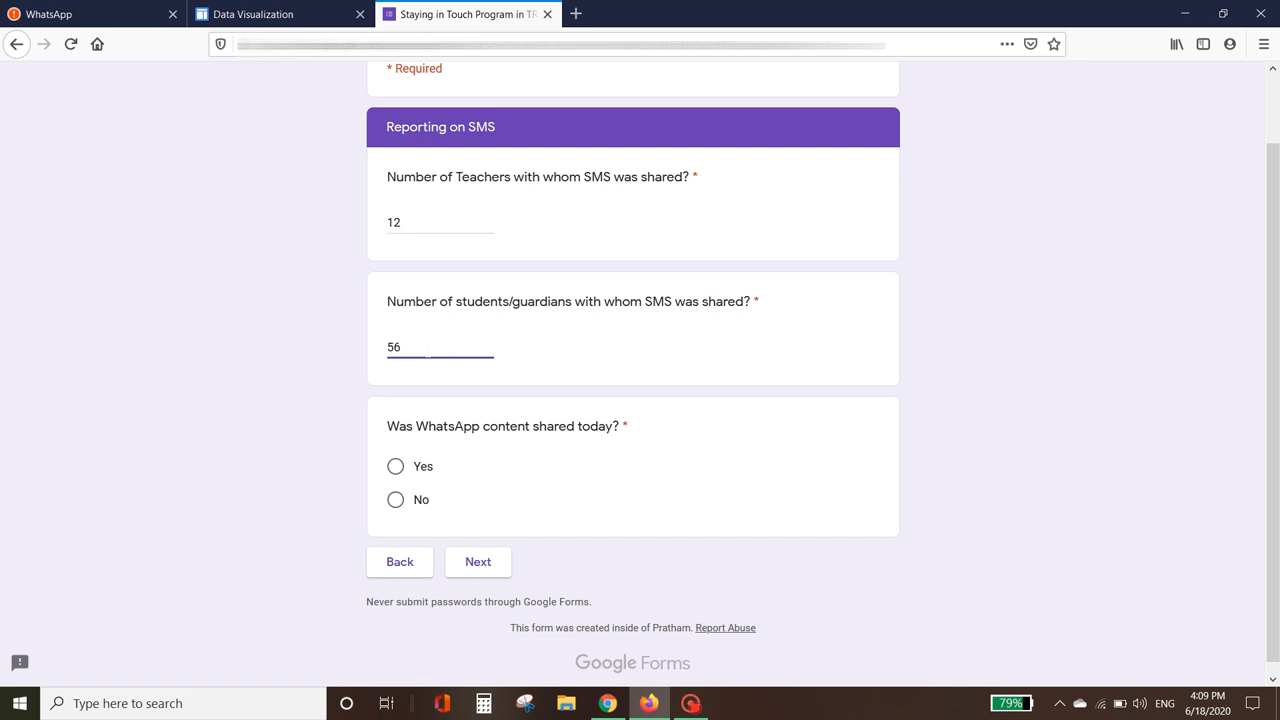 WhatsApp
Data Visualization
Staying in Touch Program in TR
* Required
Reporting on SMS
Number of Teachers with whom SMS was shared? *
12
Number of students/guardians with whom SMS was shared? *
56
Was WhatsApp content shared today? *
Yes
No
Back
Next
Never submit passwords through Google Forms.
This form was created inside of Pratham. Report Abuse
Google Forms
Type here to search
79%
ENG
4:09 PM
6/18/2020